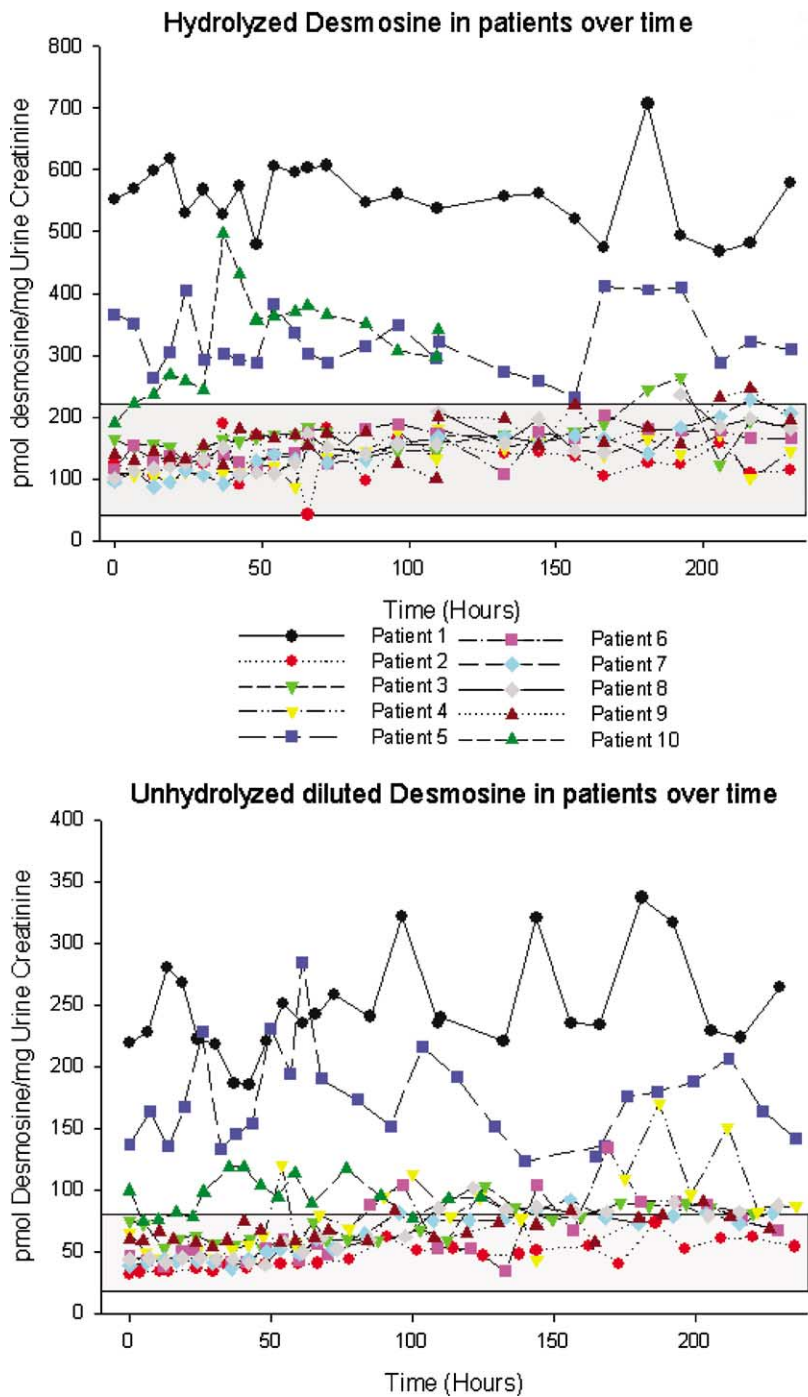 Hydrolyzed Desmosine in patients over time
pmol desmosine/mg Urine Creatinine
800
700
600
500
400
300
200
100
0
0 50 100 150 200
Time (Hours)
Patient 1
Patient 2
Patient 3
Patient 4
Patient 5
Patient 6
Patient 7
Patient 8
Patient 9
Patient 10
Unhydrolyzed diluted Desmosine in patients over time
pmol Desmosine/mg Urine Creatinine
400
350
300
250
200
150
100
50
0
0 50 100 150 200
Time (Hours)